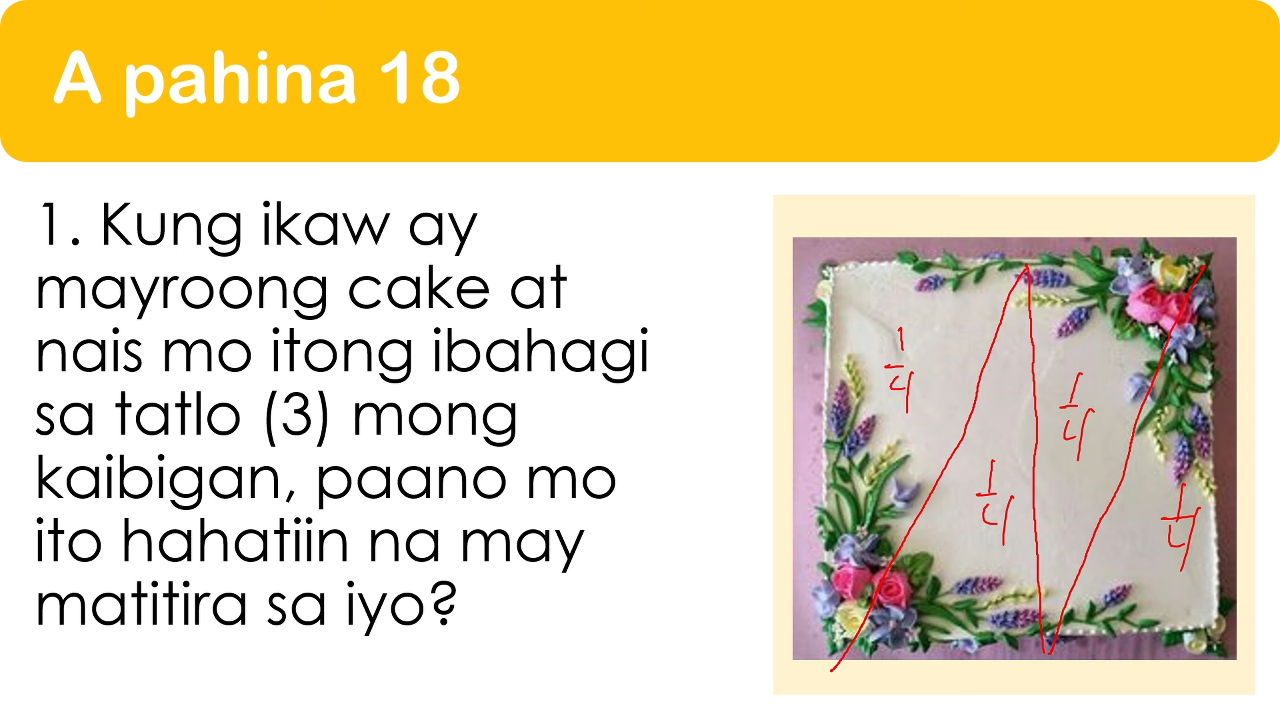 A pahina 18
1. Kung ikaw ay
mayroong cake at
nais mo itong ibahagi
sa tatlo (3) mong
kaibigan, paano mo
ito hahatiin na may
matitira sa iyo?
1/4
1/4
1/4
1/4